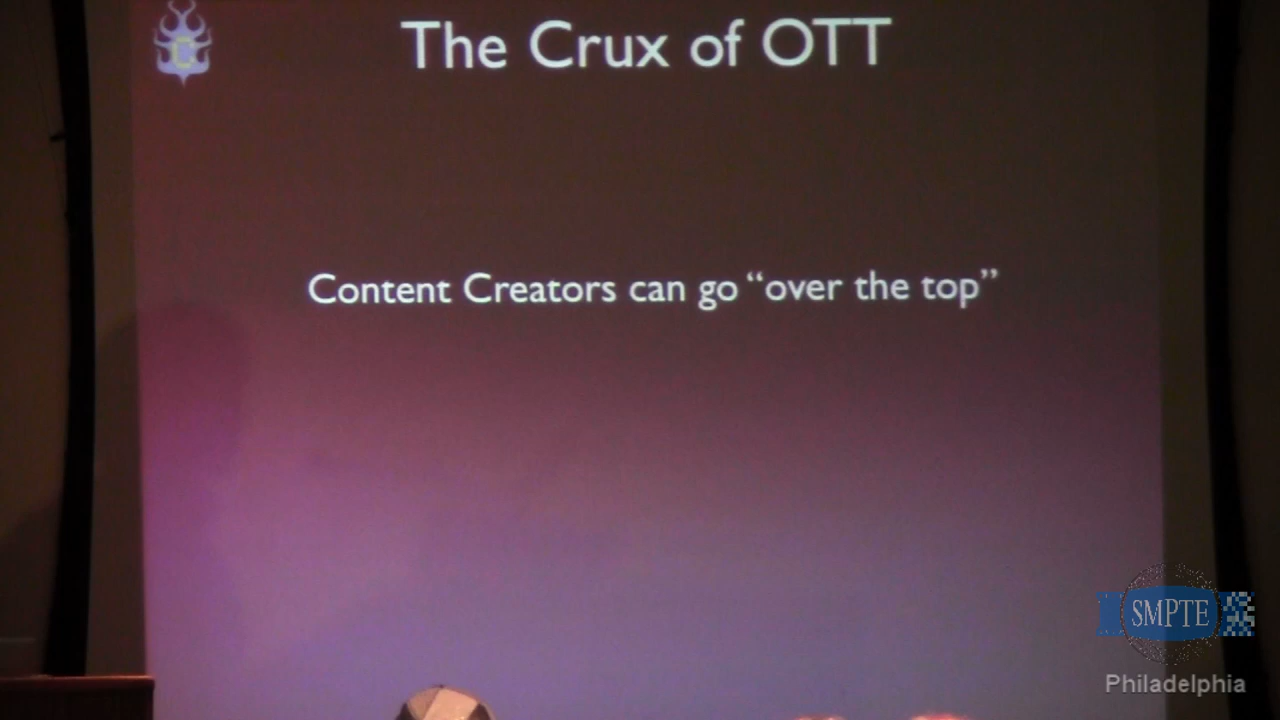 The Crux of OTT
C
Content Creators can go “over the top”
SMPTE
Philadelphia